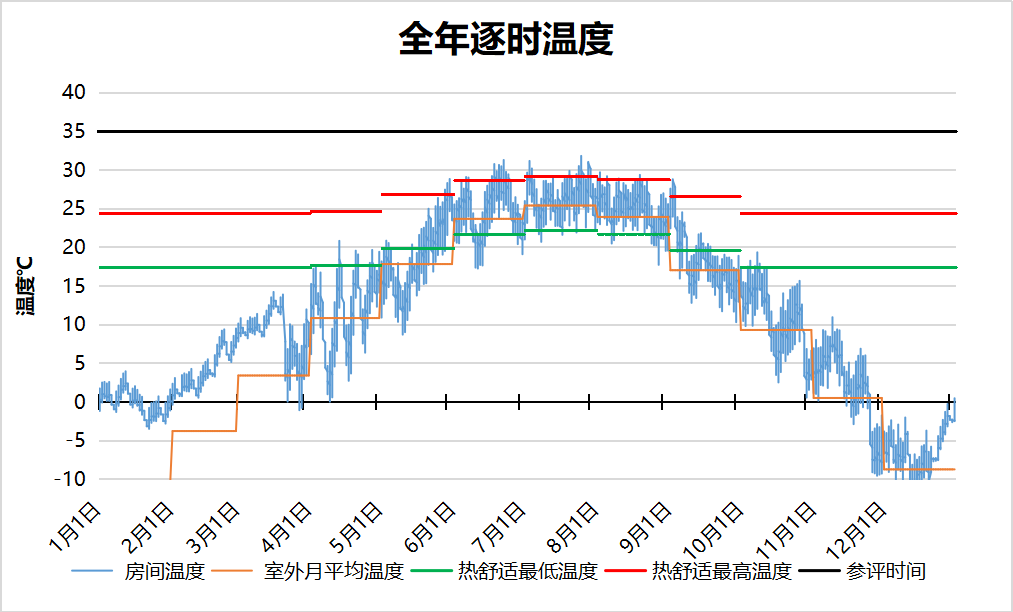 全年逐时温度
40
35
30
25
20
15
10
5
0
-5
-10
温度℃
1月1日
2月1日
3月1日
4月1日
5月1日
6月1日
7月1日
8月1日
9月1日
10月1日
11月1日
12月1日
房间温度 室外月平均温度 热舒适最低温度 热舒适最高温度 参评时间